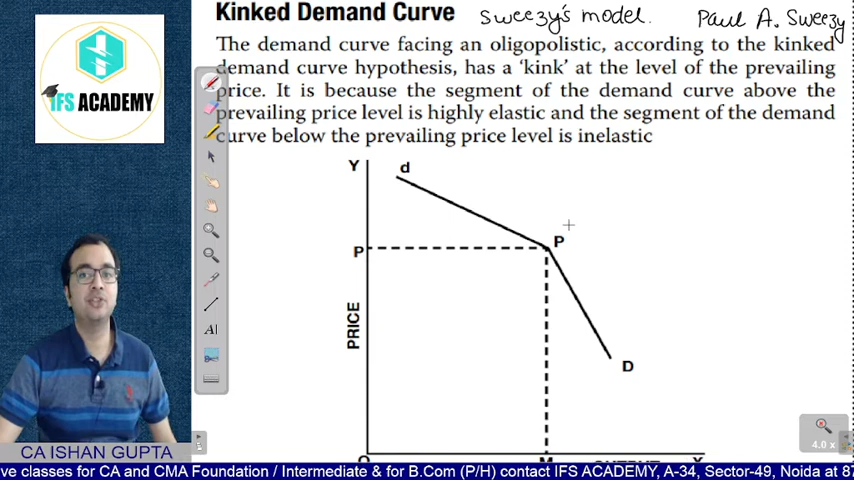 Kinked Demand Curve Sweezy's model. Paul A. Sweezy
The demand curve facing an oligopolistic, according to the kinked
demand curve hypothesis, has a 'kink' at the level of the prevailing
price. It is because the segment of the demand curve above the
prevailing price level is highly elastic and the segment of the demand
curve below the prevailing price level is inelastic
IFS ACADEMY
Y
d
P
P
PRICE
D
A
4.0 x
CA ISHAN GUPTA
ve classes for CA and CMA Foundation / Intermediate & for B.Com (P/H) contact IFS ACADEMY, A-34, Sector-49, Noida at 87